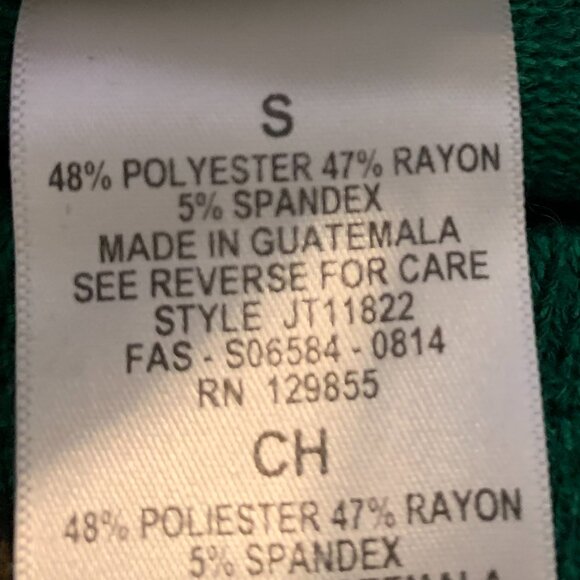 S
48% POLYESTER 47% RAYON
5% SPANDEX
MADE IN GUATEMALA
SEE REVERSE FOR CARE
STYLE JT11822
FAS - S06584 - 0814
RN 129855
CH
48% POLIESTER 47% RAYON
5% SPANDEX